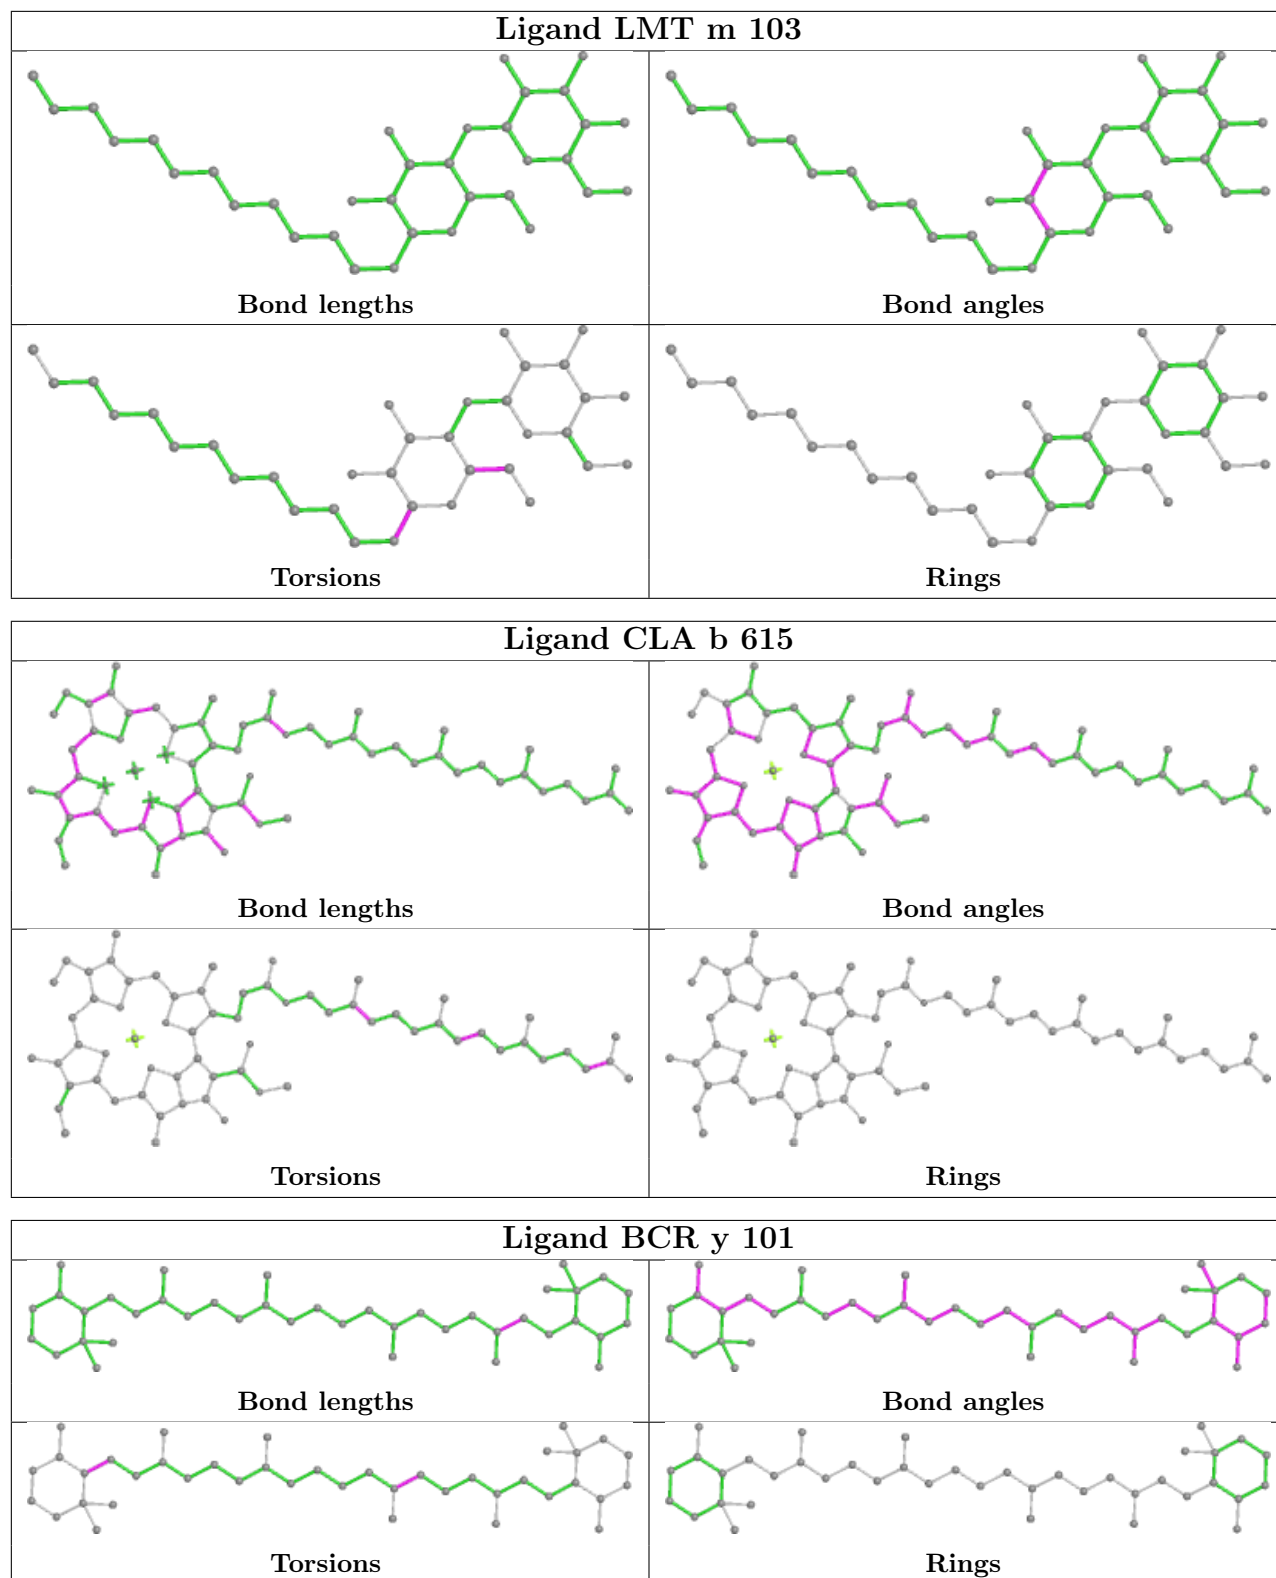 Ligand LMT m 103
Bond lengths
Bond angles
Torsions
Rings
Ligand CLA b 615
Bond lengths
Bond angles
Torsions
Rings
Ligand BCR y 101
Bond lengths
Bond angles
Torsions
Rings